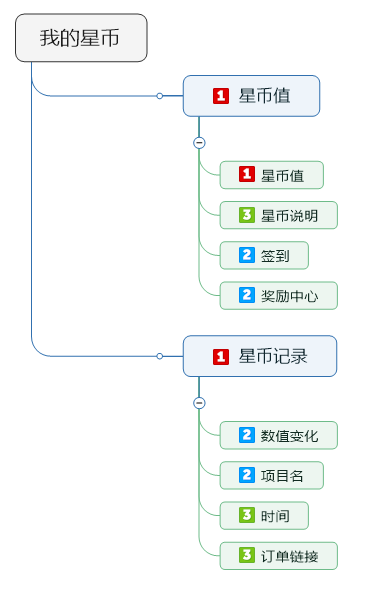 我的星币
1 星币值
1 星币值
3 星币说明
2 签到
2 奖励中心
1 星币记录
2 数值变化
2 项目名
3 时间
3 订单链接